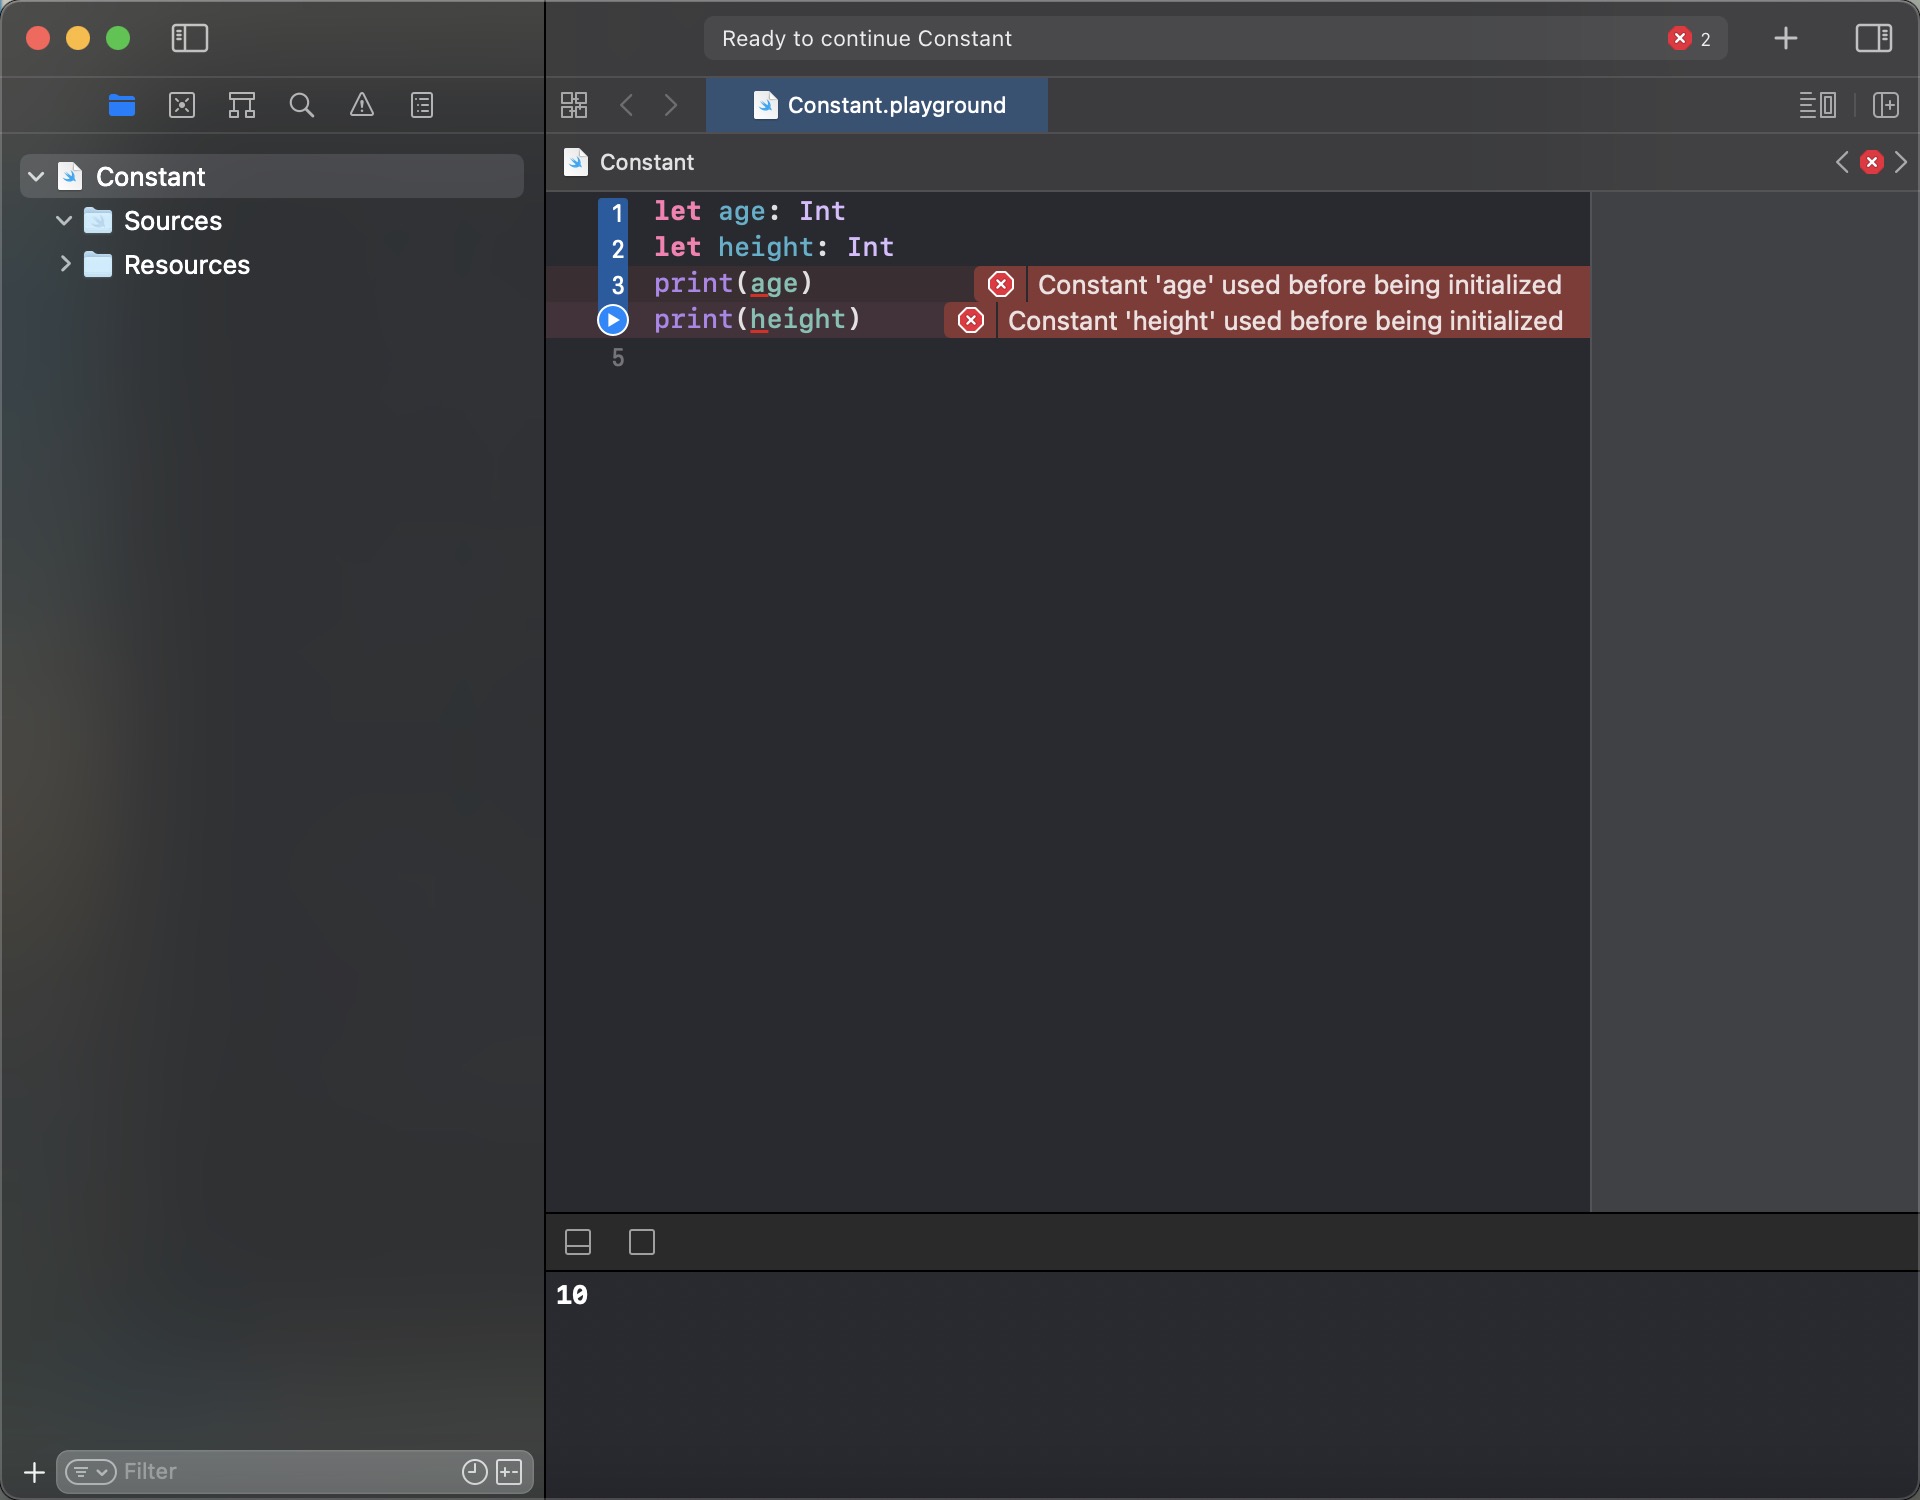 Ready to continue Constant
2
Constant.playground
Constant
Constant
Sources
Resources
1 let age: Int
2 let height: Int
3 print(age) Constant 'age' used before being initialized
print(height) Constant 'height' used before being initialized
5
10
Filter